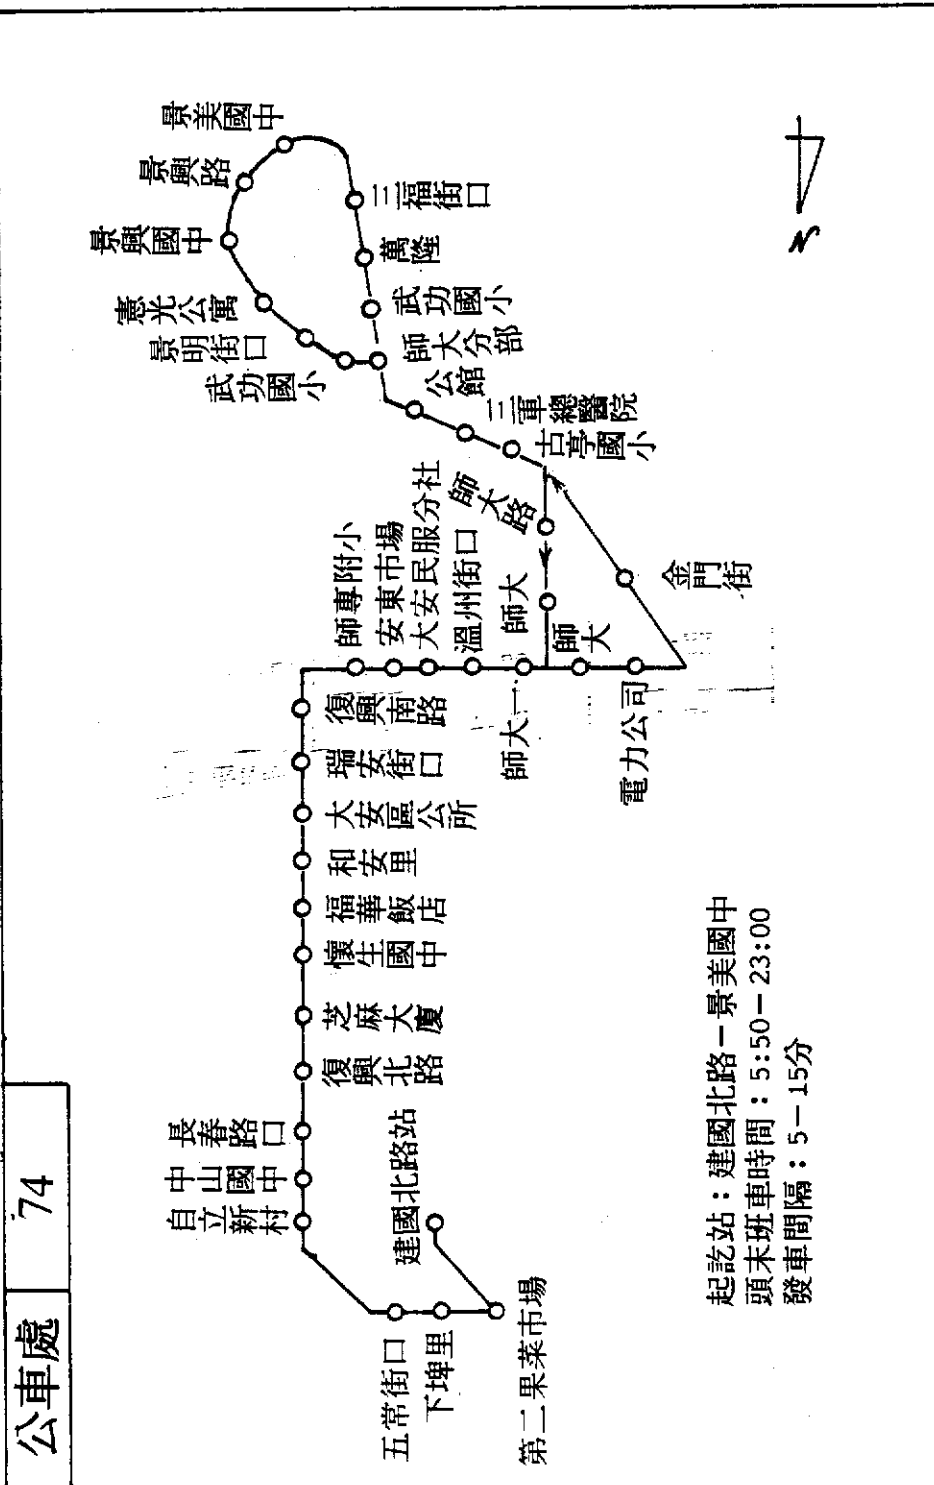 公車處
74
建國北路站
第二果菜市場
下埤里
五常街口
自立新村
中山國中
長春路口
復興北路
芝麻大廈
懷生國中
福華飯店
和安里
大安區公所
瑞安街口
復興南路
師專附小
安東市場
大安民服分社
溫州街口
師大一
師大
電力公司
金門街
師大
師大路
古亭國小
三軍總醫院
公館
師大分部
武功國小
萬隆
三福街口
景美國中
景興路
景興國中
憲光公寓
景明街口
武功國小
N
起訖站：建國北路－景美國中
頭末班車時間：5:50－23:00
發車間隔：5－15分